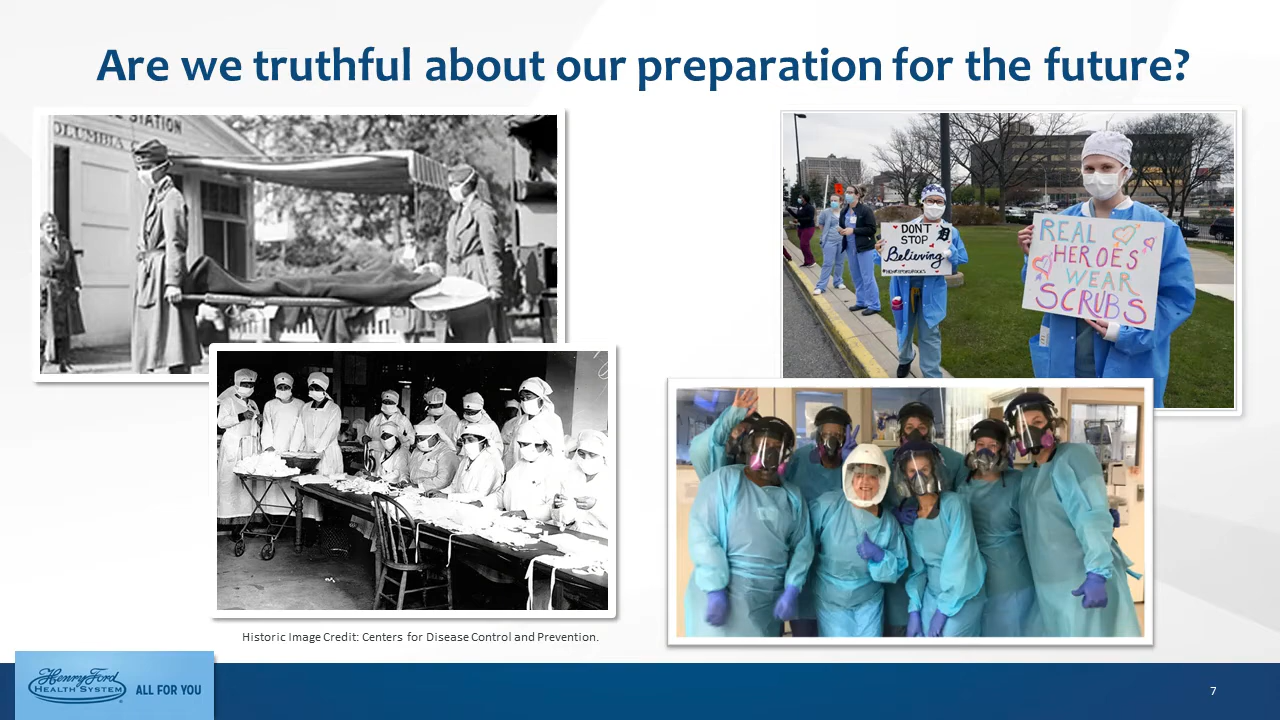 Are we truthful about our preparation for the future?
STATION
DON'T
STOP
Believing
REAL
HEROES
WEAR
SCRUBS
Historic Image Credit: Centers for Disease Control and Prevention.
Henry Ford
HEALTH SYSTEM
ALL FOR YOU
7